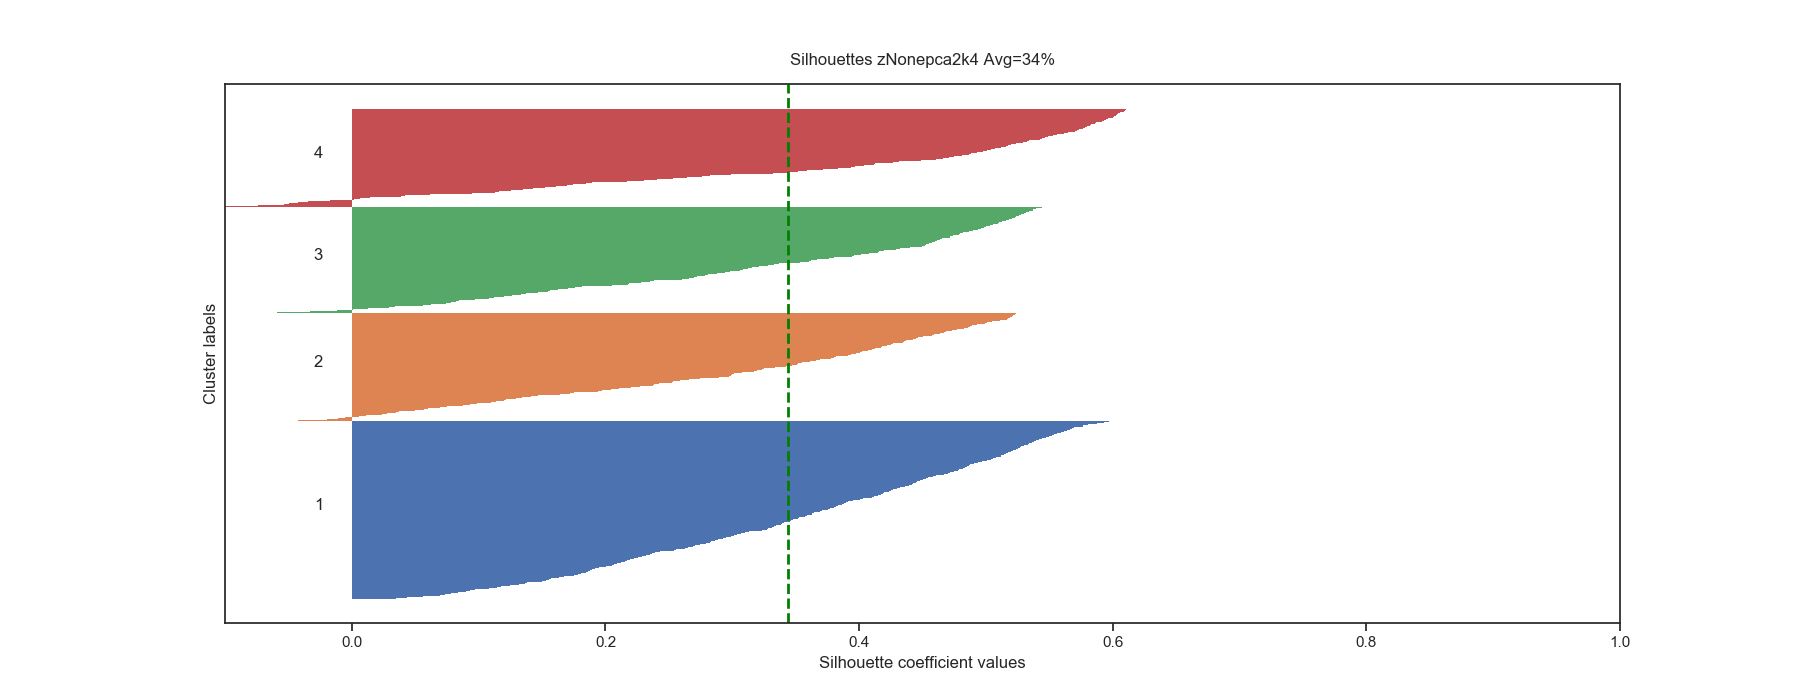 Silhouettes zNonepca2k4 Avg=34%
4
3
2
1
Cluster labels
0.0 0.2 0.4 0.6 0.8 1.0
Silhouette coefficient values